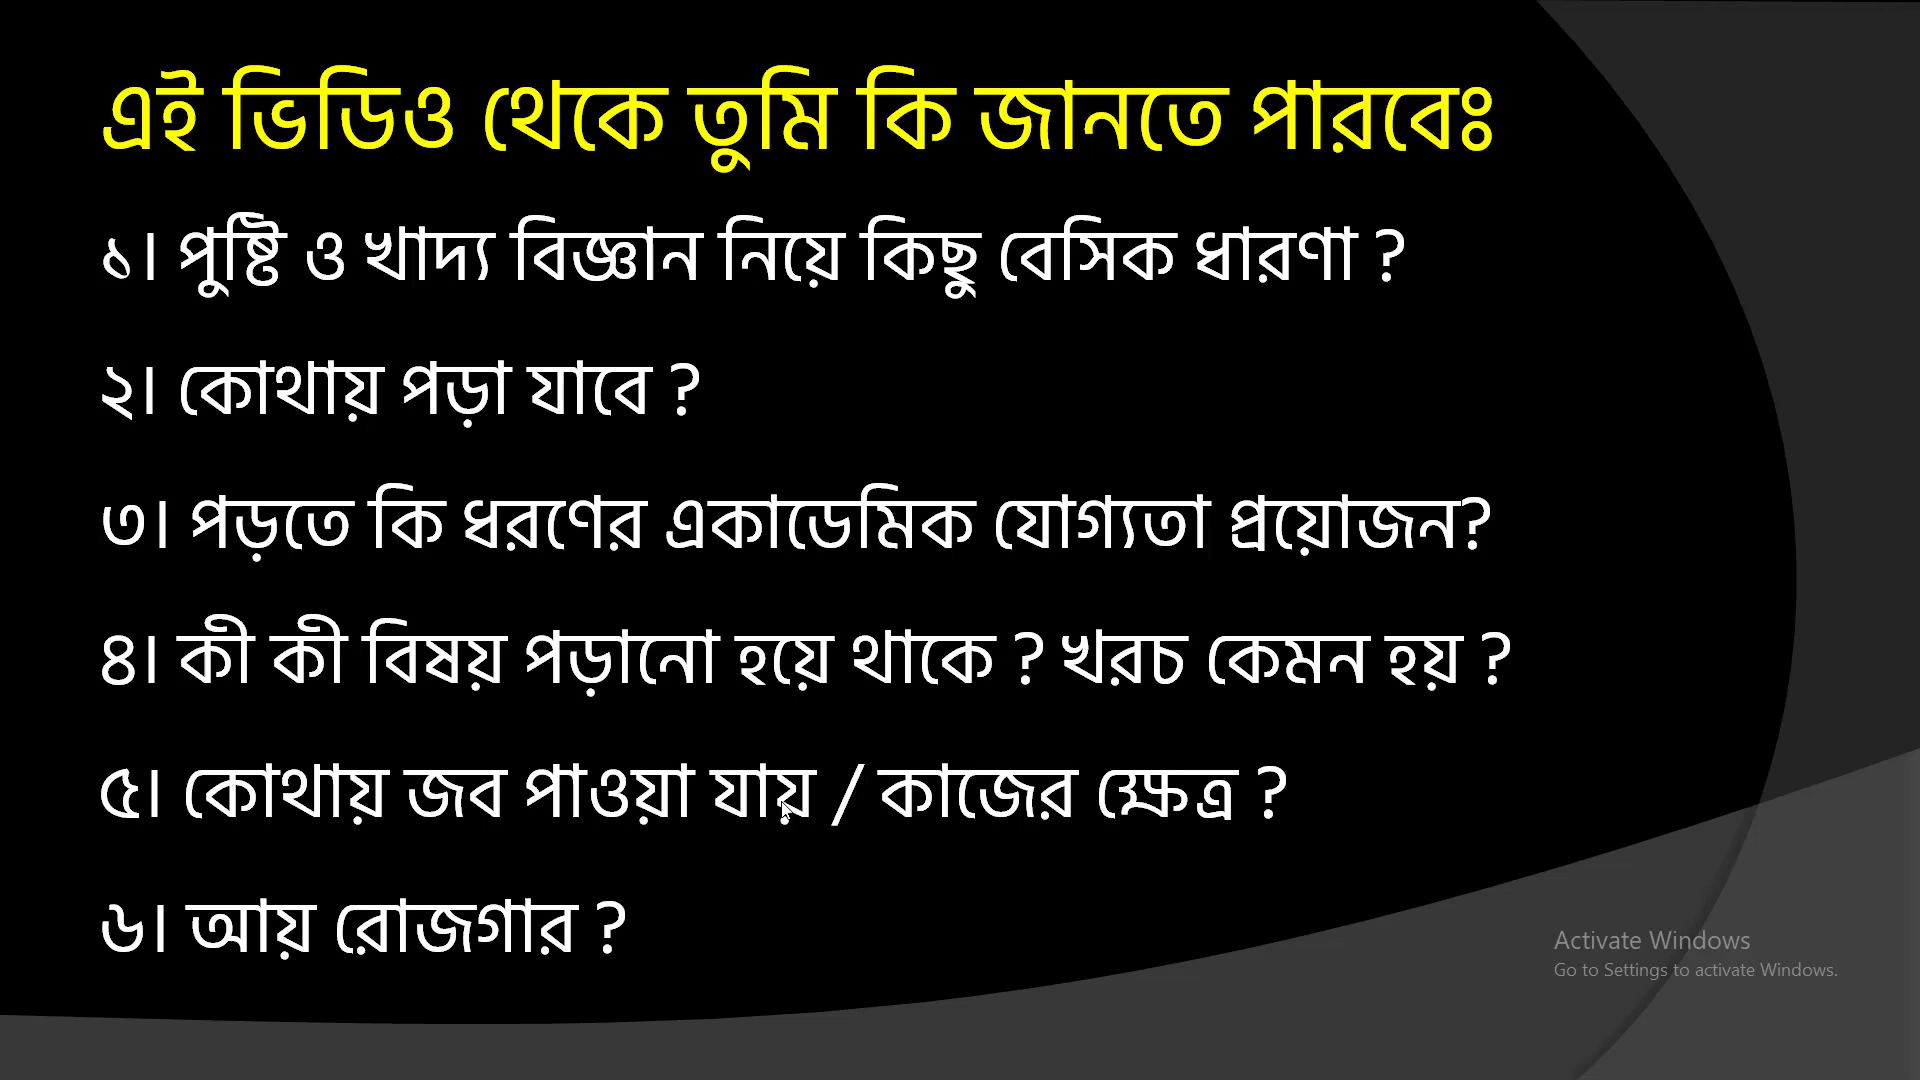 এই ভিডিও থেকে তুমি কি জানতে পারবেঃ
১। পুষ্টি ও খাদ্য বিজ্ঞান নিয়ে কিছু বেসিক ধারণা ?
২। কোথায় পড়া যাবে ?
৩। পড়তে কি ধরণের একাডেমিক যোগ্যতা প্রয়োজন?
৪। কী কী বিষয় পড়ানো হয়ে থাকে ? খরচ কেমন হয় ?
৫। কোথায় জব পাওয়া যায় / কাজের ক্ষেত্র ?
৬। আয় রোজগার ?
Activate Windows
Go to Settings to activate Windows.